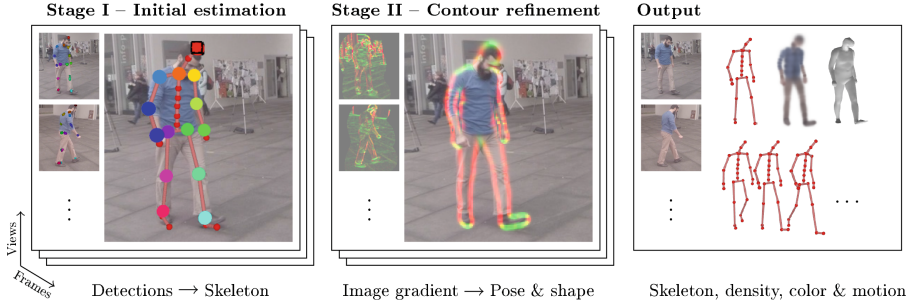 Stage I – Initial estimation
Stage II – Contour refinement
Output
Views
Frames
Detections → Skeleton
Image gradient → Pose & shape
Skeleton, density, color & motion